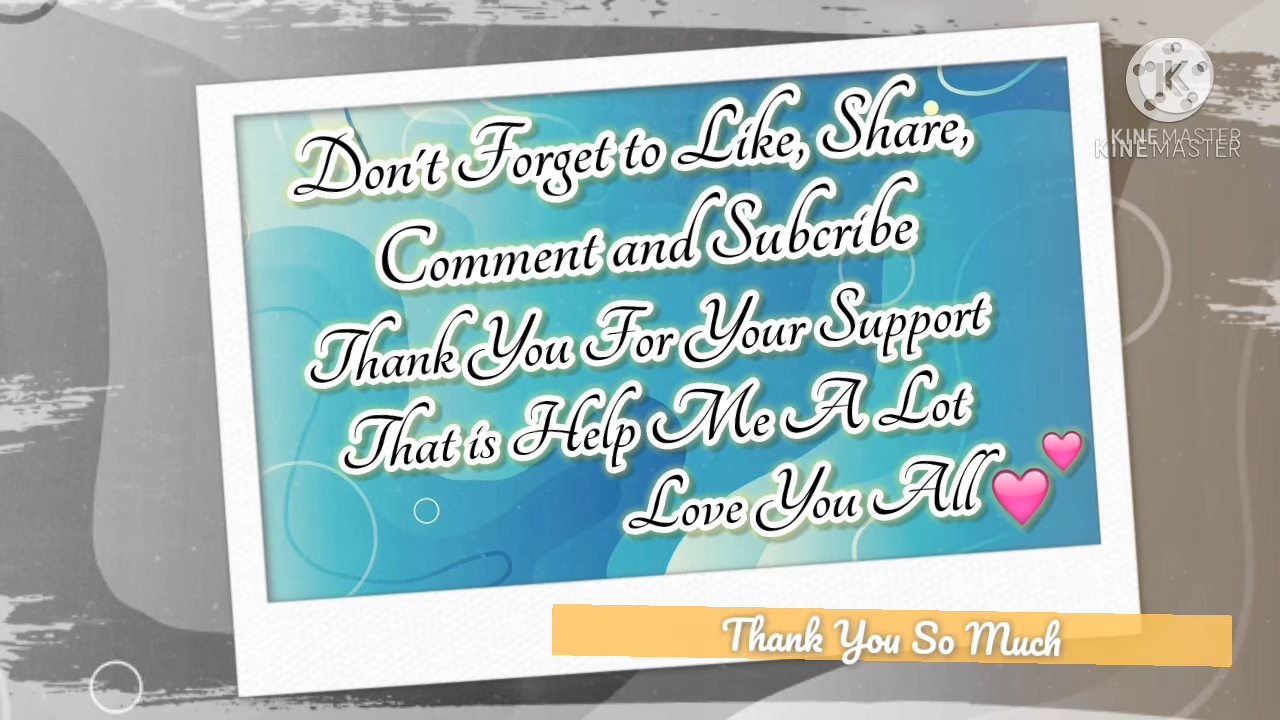 Don't Forget to Like, Share,
Comment and Subcribe
Thank You For Your Support
That is Help Me A Lot
Love You All
Thank You So Much
K
KINEMASTER
KINEMASTER